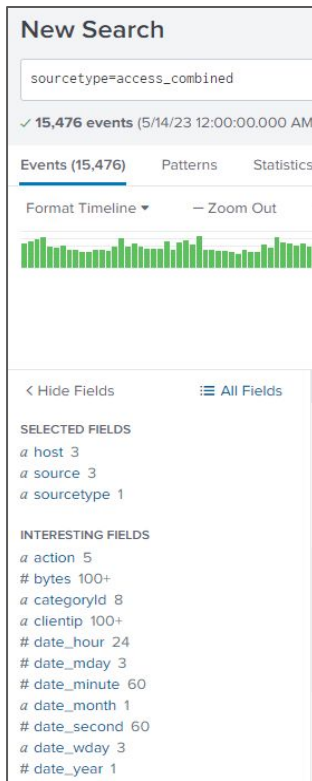 New Search
sourcetype=access_combined
✓ 15,476 events (5/14/23 12:00:00.000 AM
Events (15,476) Patterns Statistics
Format Timeline ▾ — Zoom Out
< Hide Fields All Fields
SELECTED FIELDS
a host 3
a source 3
a sourcetype 1
INTERESTING FIELDS
a action 5
# bytes 100+
a categoryId 8
a clientip 100+
# date_hour 24
# date_mday 3
# date_minute 60
a date_month 1
# date_second 60
a date_wday 3
# date_year 1